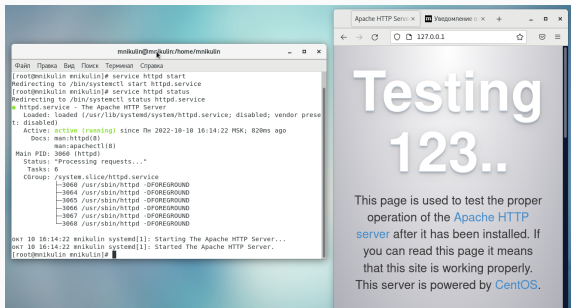 mnikulin@mnikulin:/home/mnikulin
Файл Правка Вид Поиск Терминал Справка
[root@mnikulin mnikulin]# service httpd start
Redirecting to /bin/systemctl start httpd.service
[root@mnikulin mnikulin]# service httpd status
Redirecting to /bin/systemctl status httpd.service
● httpd.service - The Apache HTTP Server
Loaded: loaded (/usr/lib/systemd/system/httpd.service; disabled; vendor prese
t: disabled)
Active: active (running) since Пн 2022-10-10 16:14:22 MSK; 820ms ago
Docs: man:httpd(8)
man:apachectl(8)
Main PID: 3060 (httpd)
Status: "Processing requests..."
Tasks: 6
CGroup: /system.slice/httpd.service
├─3060 /usr/sbin/httpd -DFOREGROUND
├─3064 /usr/sbin/httpd -DFOREGROUND
├─3065 /usr/sbin/httpd -DFOREGROUND
├─3066 /usr/sbin/httpd -DFOREGROUND
├─3067 /usr/sbin/httpd -DFOREGROUND
└─3068 /usr/sbin/httpd -DFOREGROUND
окт 10 16:14:22 mnikulin systemd[1]: Starting The Apache HTTP Server...
окт 10 16:14:22 mnikulin systemd[1]: Started The Apache HTTP Server.
[root@mnikulin mnikulin]#
Apache HTTP Serve
Уведомление о
127.0.0.1
Testing
123..
This page is used to test the proper
operation of the Apache HTTP
server after it has been installed. If
you can read this page it means
that this site is working properly.
This server is powered by CentOS.